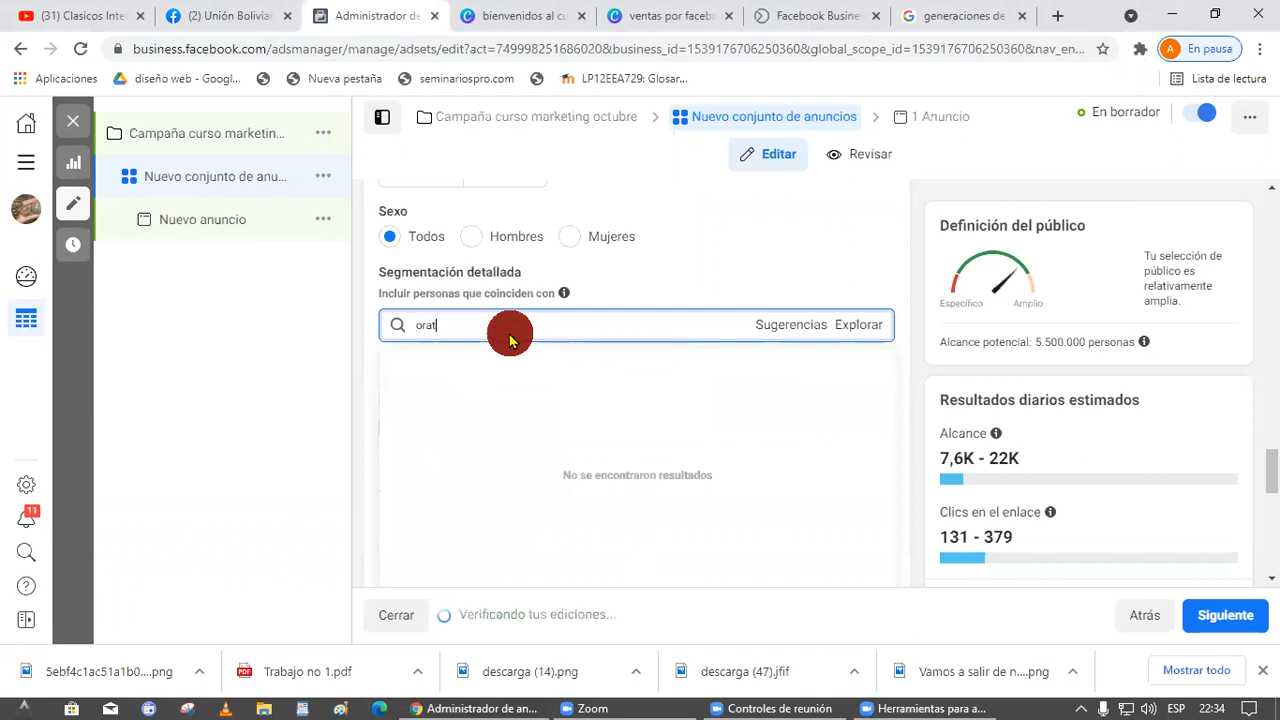 (31) Clasicos Inte
(2) Unión Bolivia
Administrador de
bienvenidos al cu
ventas por faceb
Facebook Busine
generaciones de
business.facebook.com/adsmanager/manage/adsets/edit?act=749998251686020&business_id=1539176706250360&global_scope_id=1539176706250360&nav_en...
A En pausa
Aplicaciones
diseño web - Googl...
Nueva pestaña
seminariospro.com
LP12EEA729: Glosar...
Lista de lectura
Campaña curso marketin...
Nuevo conjunto de anu...
Nuevo anuncio
11
Campaña curso marketing octubre
Nuevo conjunto de anuncios
1 Anuncio
En borrador
Editar
Revisar
Sexo
Todos
Hombres
Mujeres
Segmentación detallada
Incluir personas que coinciden con
orat
Sugerencias
Explorar
No se encontraron resultados
Definición del público
Específico
Amplio
Tu selección de
público es
relativamente
amplia.
Alcance potencial: 5.500.000 personas
Resultados diarios estimados
Alcance
7,6K - 22K
Clics en el enlace
131 - 379
Cerrar
Verificando tus ediciones...
Atrás
Siguiente
5ebf4c1ac51a0b....png
Trabajo no 1.pdf
descarga (14).png
descarga (47).jfif
Vamos a salir de n....png
Mostrar todo
Administrador de an...
Zoom
Controles de reunión
Herramientas para a...
ESP
22:34